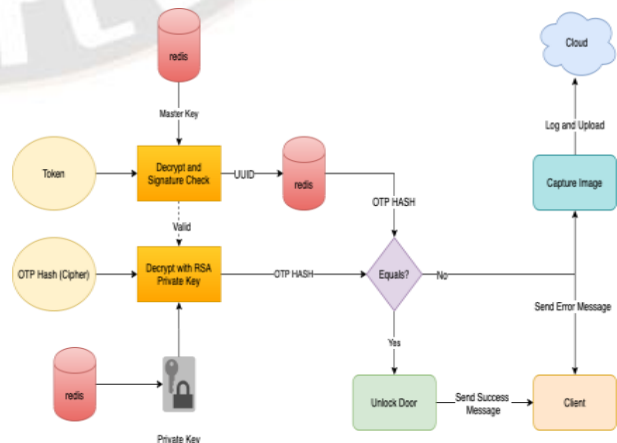 redis
Cloud
Master Key
Log and Upload
Token
Decrypt and
Signature Check
UUID
redis
Capture Image
OTP HASH
Valid
OTP Hash (Cipher)
Decrypt with RSA
Private Key
OTP HASH
Equals?
No
Send Error Message
Yes
redis
Unlock Door
Send Success
Message
Client
Private Key